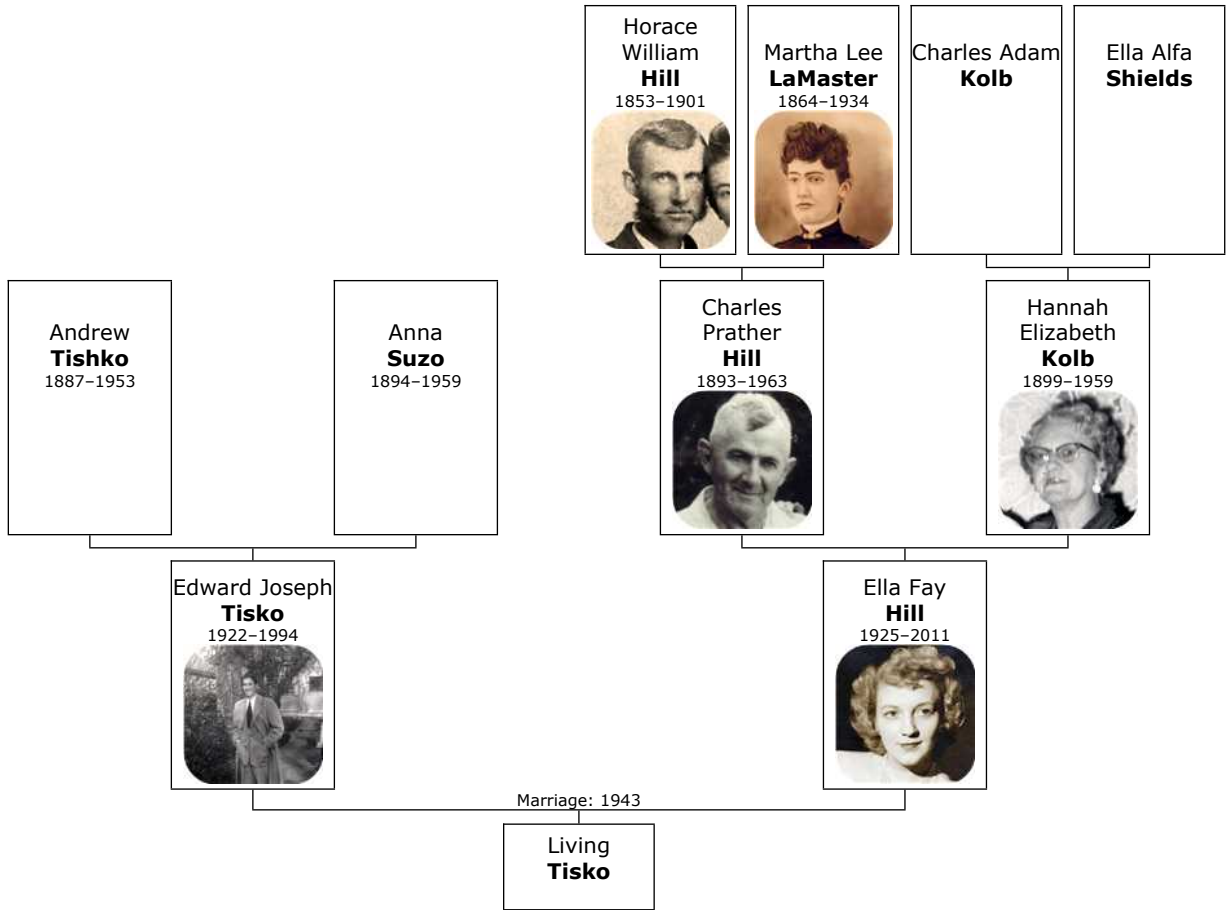 Horace
William
Hill
1853–1901
Martha Lee
LaMaster
1864–1934
Charles Adam
Kolb
Ella Alfa
Shields
Andrew
Tishko
1887–1953
Anna
Suzo
1894–1959
Charles
Prather
Hill
1893–1963
Hannah
Elizabeth
Kolb
1899–1959
Edward Joseph
Tisko
1922–1994
Ella Fay
Hill
1925–2011
Marriage: 1943
Living
Tisko